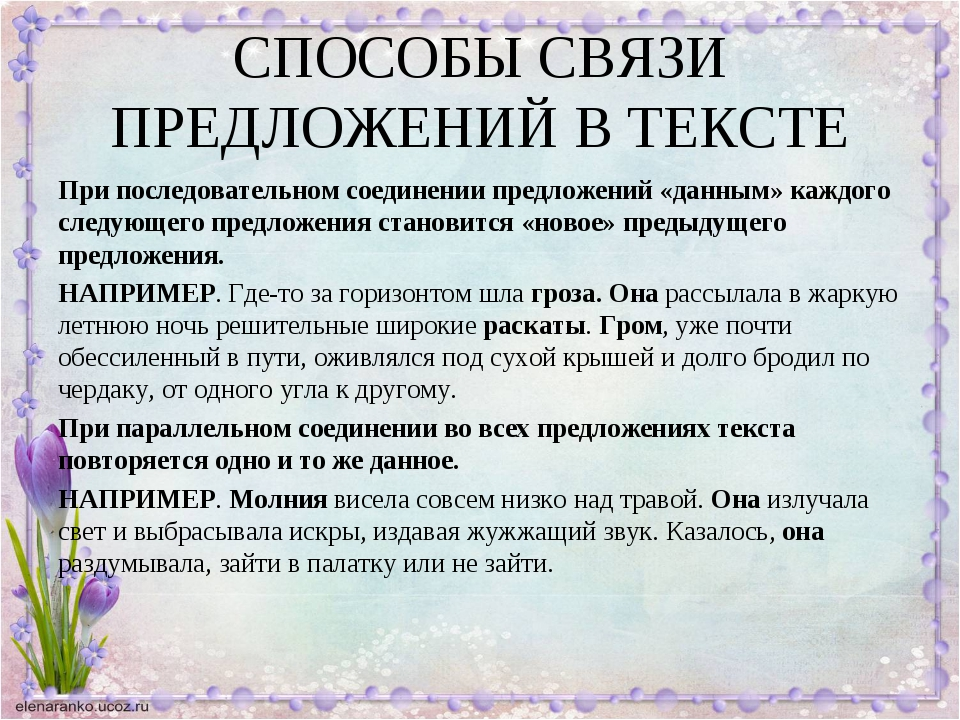 СПОСОБЫ СВЯЗИ
ПРЕДЛОЖЕНИЙ В ТЕКСТЕ
При последовательном соединении предложений «данным» каждого
следующего предложения становится «новое» предыдущего
предложения.
НАПРИМЕР. Где-то за горизонтом шла гроза. Она рассылала в жаркую
летнюю ночь решительные широкие раскаты. Гром, уже почти
обессиленный в пути, оживлялся под сухой крышей и долго бродил по
чердаку, от одного угла к другому.
При параллельном соединении во всех предложениях текста
повторяется одно и то же данное.
НАПРИМЕР. Молния висела совсем низко над травой. Она излучала
свет и выбрасывала искры, издавая жужжащий звук. Казалось, она
раздумывала, зайти в палатку или не зайти.
elenaranko.ucoz.ru